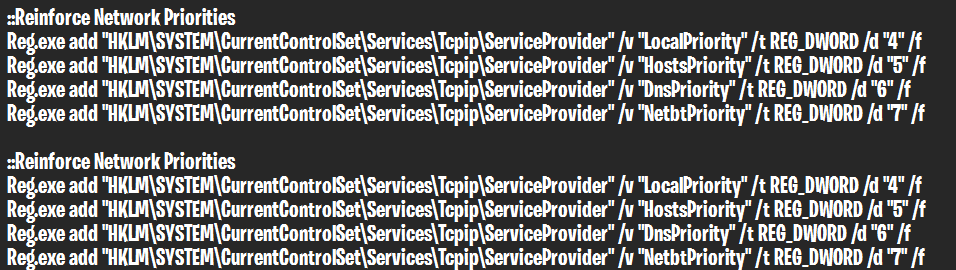 ::Reinforce Network Priorities
Reg.exe add "HKLM\SYSTEM\CurrentControlSet\Services\Tcpip\ServiceProvider" /v "LocalPriority" /t REG_DWORD /d "4" /f
Reg.exe add "HKLM\SYSTEM\CurrentControlSet\Services\Tcpip\ServiceProvider" /v "HostsPriority" /t REG_DWORD /d "5" /f
Reg.exe add "HKLM\SYSTEM\CurrentControlSet\Services\Tcpip\ServiceProvider" /v "DnsPriority" /t REG_DWORD /d "6" /f
Reg.exe add "HKLM\SYSTEM\CurrentControlSet\Services\Tcpip\ServiceProvider" /v "NetbtPriority" /t REG_DWORD /d "7" /f
::Reinforce Network Priorities
Reg.exe add "HKLM\SYSTEM\CurrentControlSet\Services\Tcpip\ServiceProvider" /v "LocalPriority" /t REG_DWORD /d "4" /f
Reg.exe add "HKLM\SYSTEM\CurrentControlSet\Services\Tcpip\ServiceProvider" /v "HostsPriority" /t REG_DWORD /d "5" /f
Reg.exe add "HKLM\SYSTEM\CurrentControlSet\Services\Tcpip\ServiceProvider" /v "DnsPriority" /t REG_DWORD /d "6" /f
Reg.exe add "HKLM\SYSTEM\CurrentControlSet\Services\Tcpip\ServiceProvider" /v "NetbtPriority" /t REG_DWORD /d "7" /f